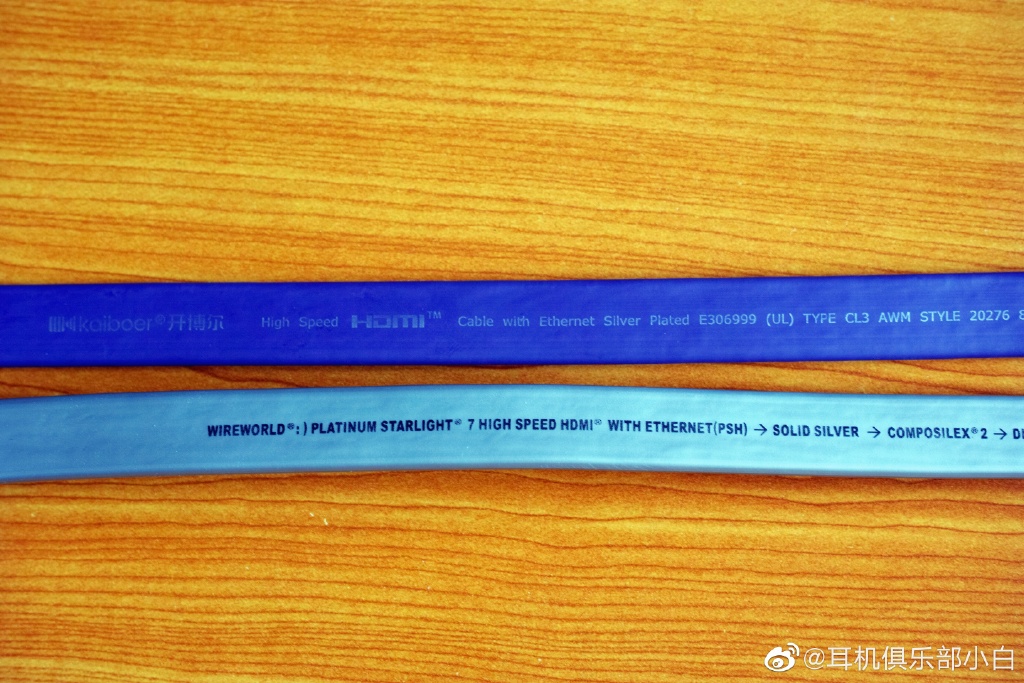 kaiboer®开博尔 High Speed HDMI™ Cable with Ethernet Silver Plated E306999 (UL) TYPE CL3 AWM STYLE 20276
WIREWORLD®:) PLATINUM STARLIGHT® 7 HIGH SPEED HDMI® WITH ETHERNET(PSH) → SOLID SILVER → COMPOSILEX® 2 →
@耳机俱乐部小白